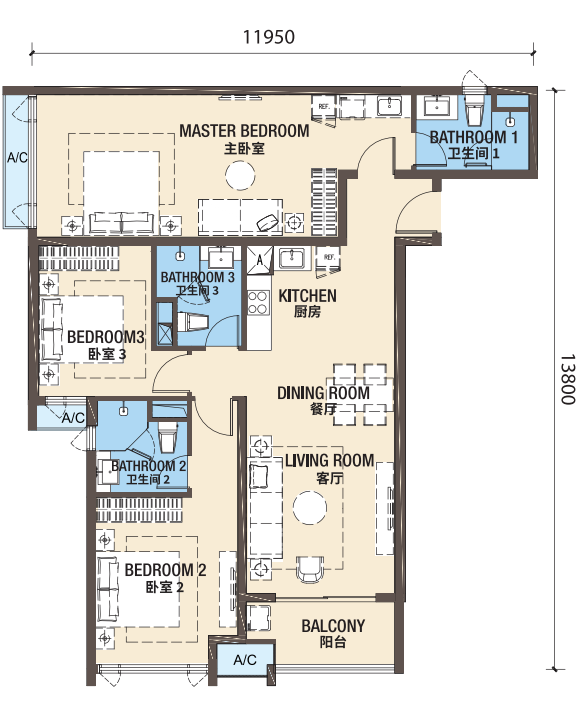 11950
MASTER BEDROOM
主卧室
REF.
BATHROOM 1
卫生间 1
A/C
BATHROOM 3
卫生间 3
A
REF.
KITCHEN
厨房
BEDROOM3
卧室 3
13800
DINING ROOM
餐厅
A/C
BATHROOM 2
卫生间 2
LIVING ROOM
客厅
BEDROOM 2
卧室 2
BALCONY
阳台
A/C